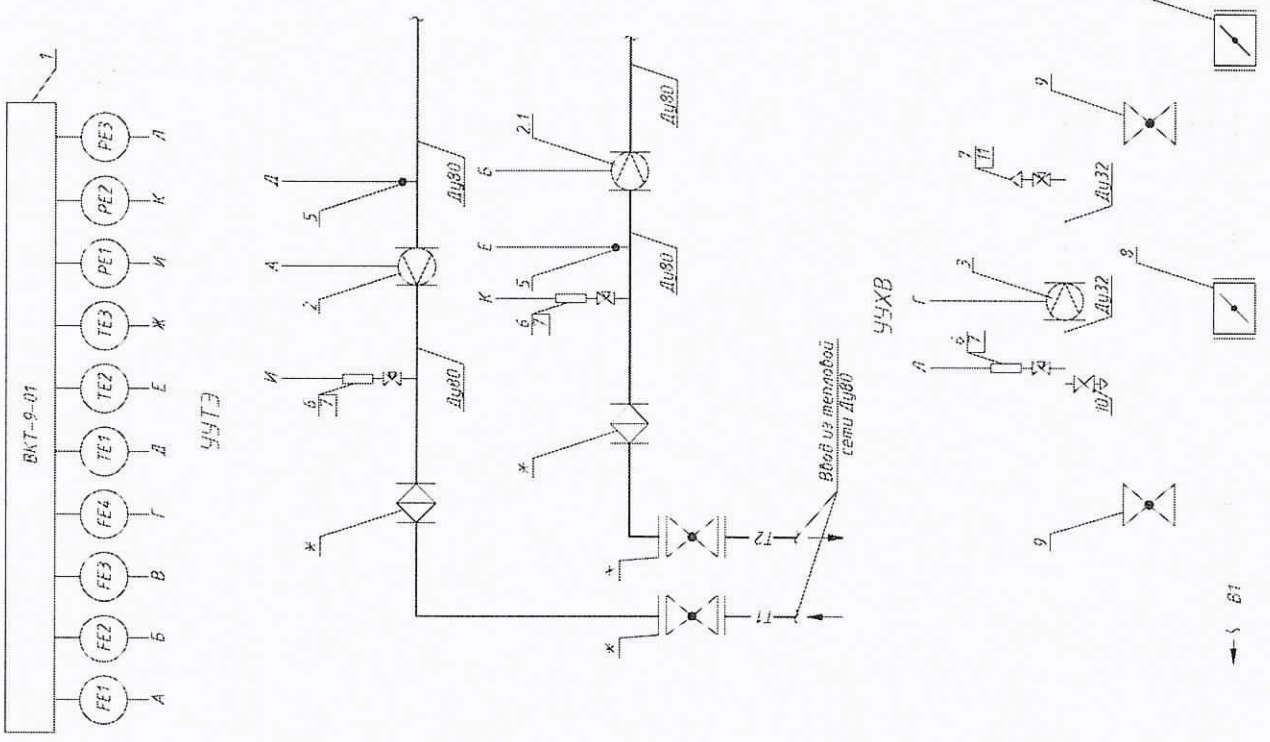 1
ВКТ-9-01
FE1 FE2 FE3 FE4 TE1 TE2 TE3 PE1 PE2 PE3
А Б В Г Д Е Ж И К Л
УУТЭ
И А Д
6 2 5
7
*
Ду80 Ду80
К Е Б
6 5 2.1
7
*
Ду80 Ду80
* *
Т1 Т2
Ввод из тепловой
сети Ду80
УУХВ
Л Г
6 3 7
7 11
9 9
10 Ду32 Ду32
8
В1